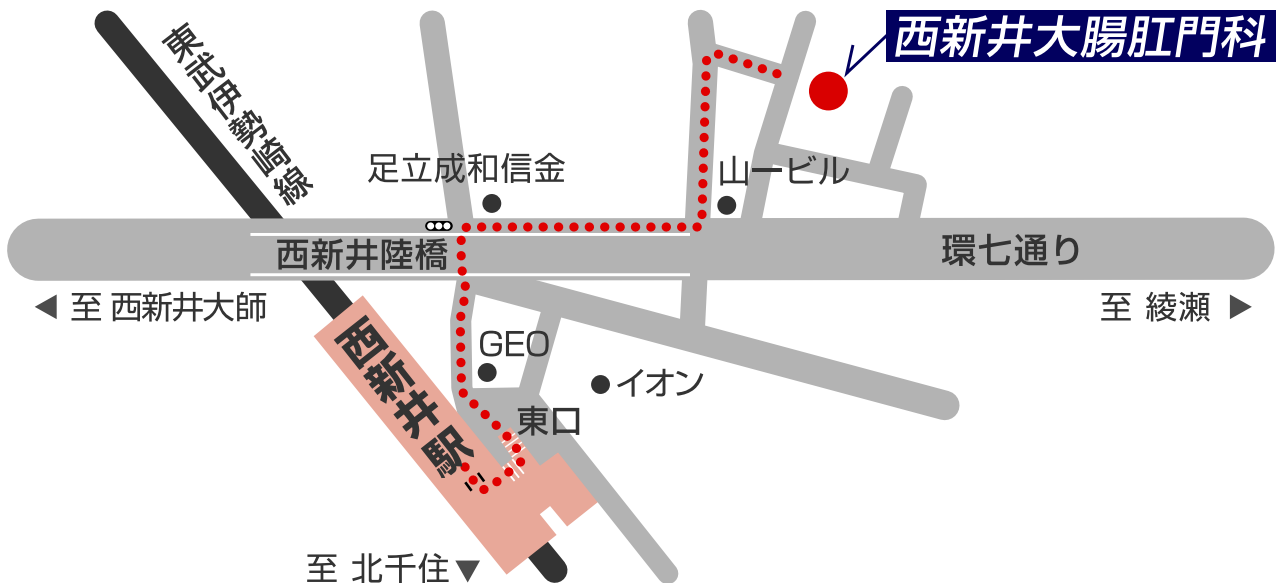 西新井大腸肛門科
東武伊勢崎線
足立成和信金
山一ビル
西新井陸橋
環七通り
至 西新井大師
至 綾瀬
西新井駅
GEO
イオン
東口
至 北千住